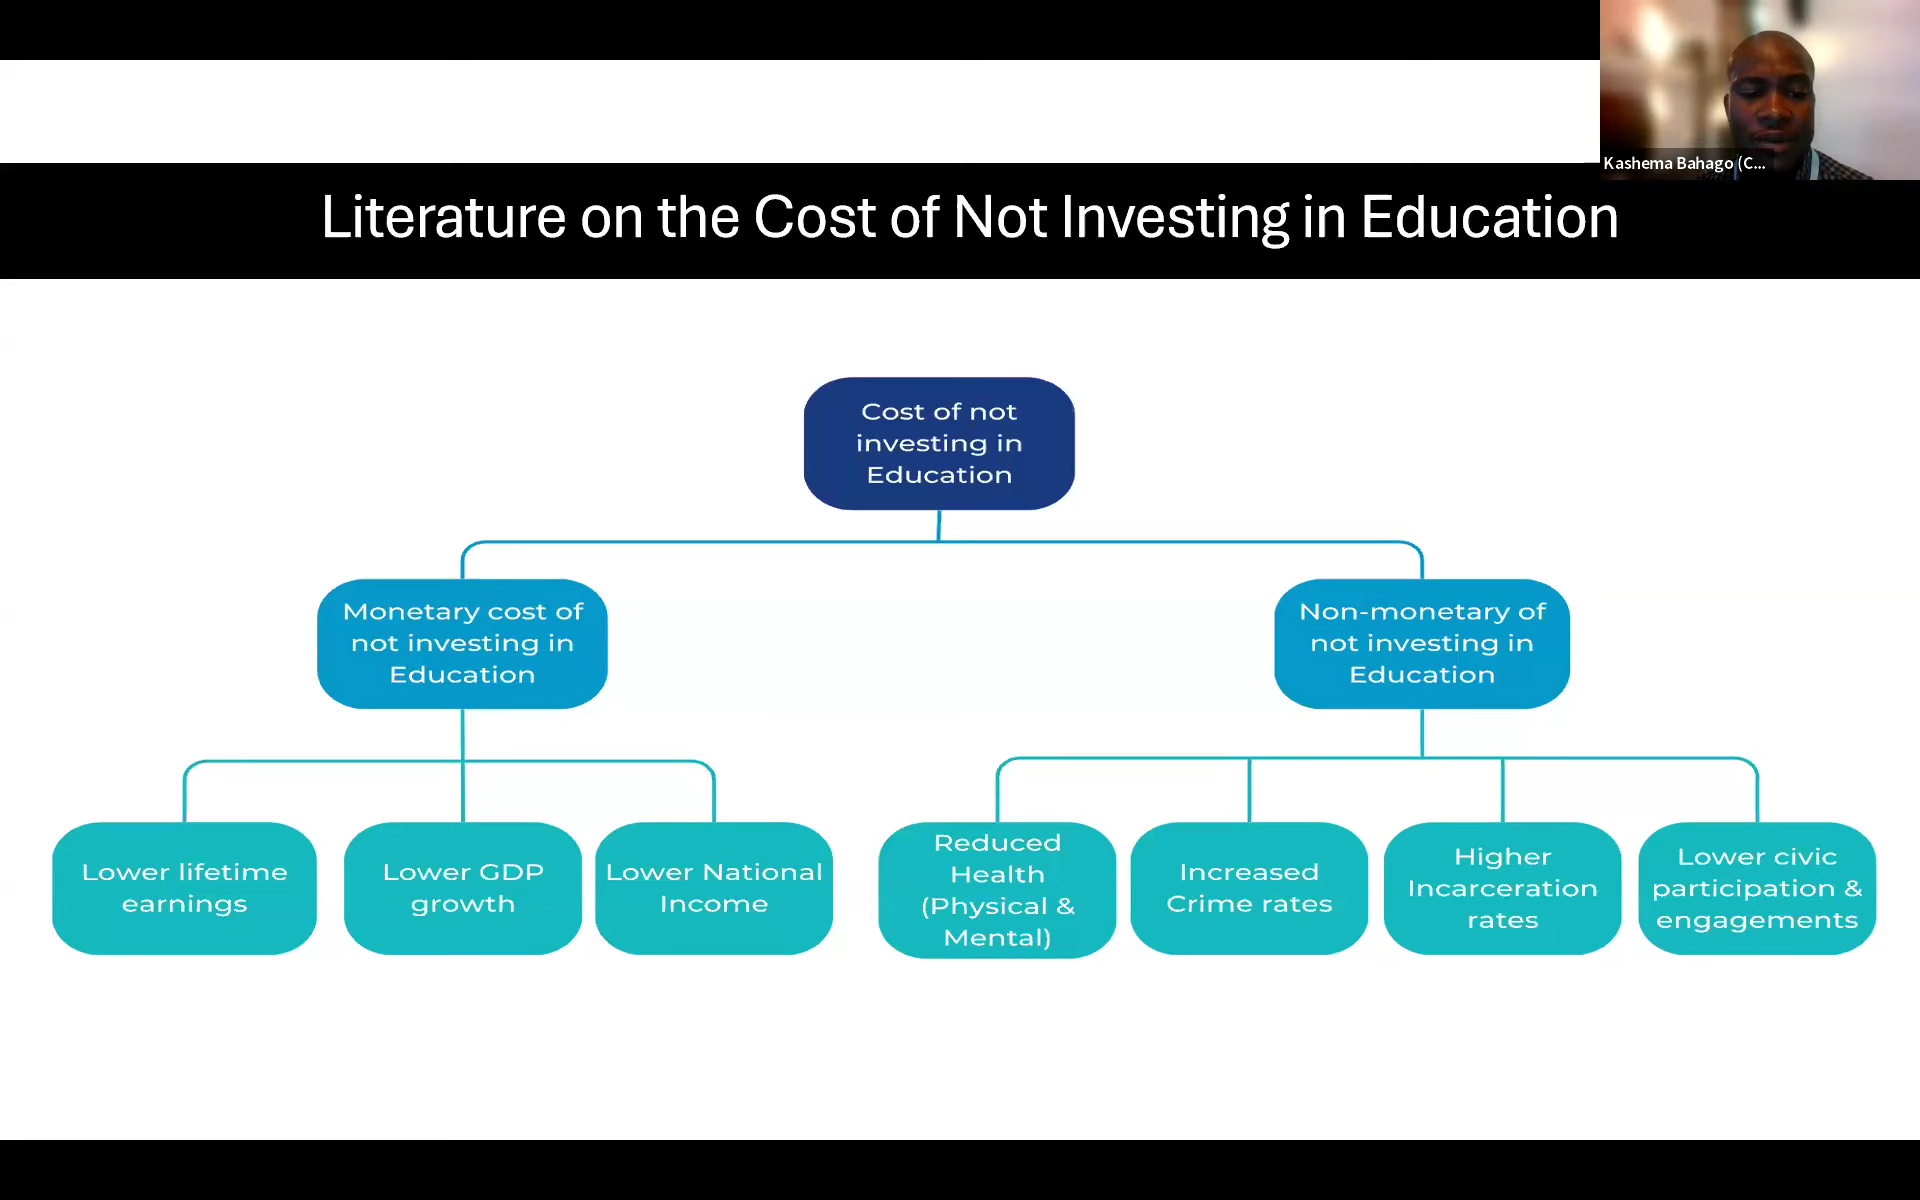 Kashema Bahago (C...
Literature on the Cost of Not Investing in Education
Cost of not
investing in
Education
Monetary cost of
not investing in
Education
Non-monetary of
not investing in
Education
Lower lifetime
earnings
Lower GDP
growth
Lower National
Income
Reduced
Health
(Physical &
Mental)
Increased
Crime rates
Higher
Incarceration
rates
Lower civic
participation &
engagements